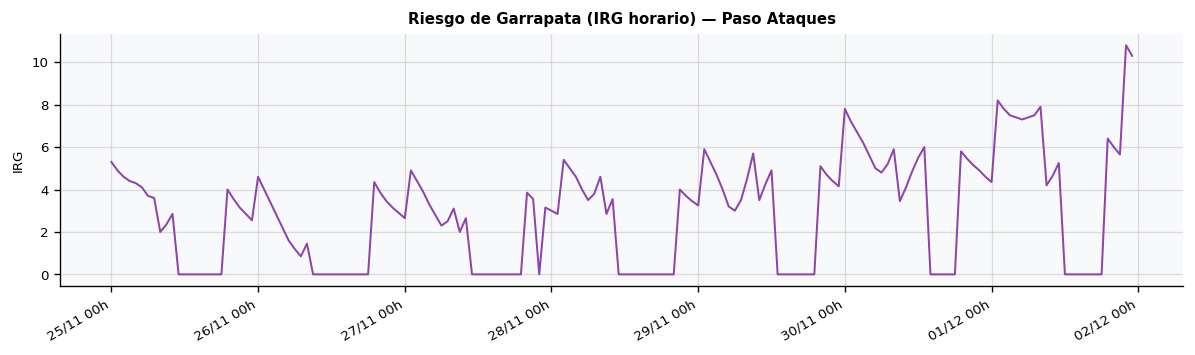 Riesgo de Garrapata (IRG horario) — Paso Ataques
IRG
10
8
6
4
2
0
25/11 00h
26/11 00h
27/11 00h
28/11 00h
29/11 00h
30/11 00h
01/12 00h
02/12 00h